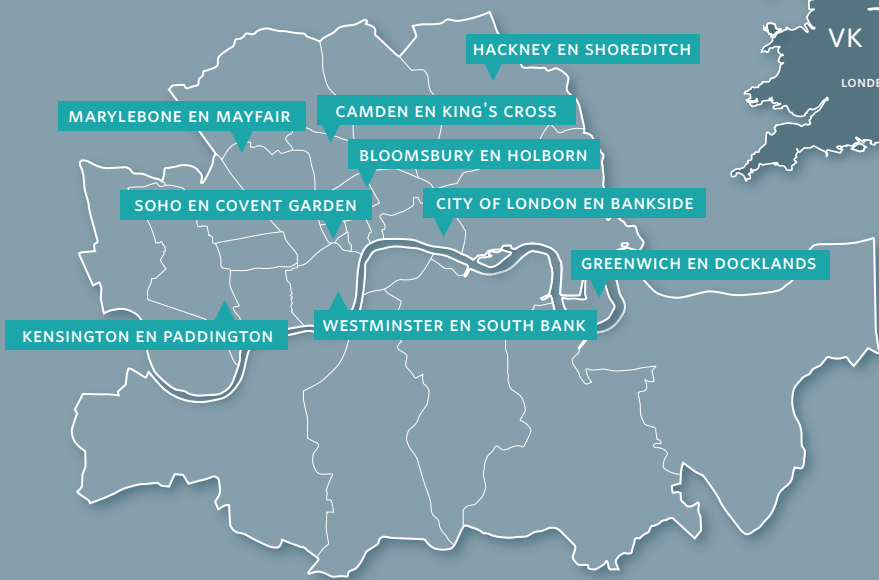 HACKNEY EN SHOREDITCH
VK
LONDE
MARYLEBONE EN MAYFAIR
CAMDEN EN KING'S CROSS
BLOOMSBURY EN HOLBORN
SOHO EN COVENT GARDEN
CITY OF LONDON EN BANKSIDE
GREENWICH EN DOCKLANDS
KENSINGTON EN PADDINGTON
WESTMINSTER EN SOUTH BANK